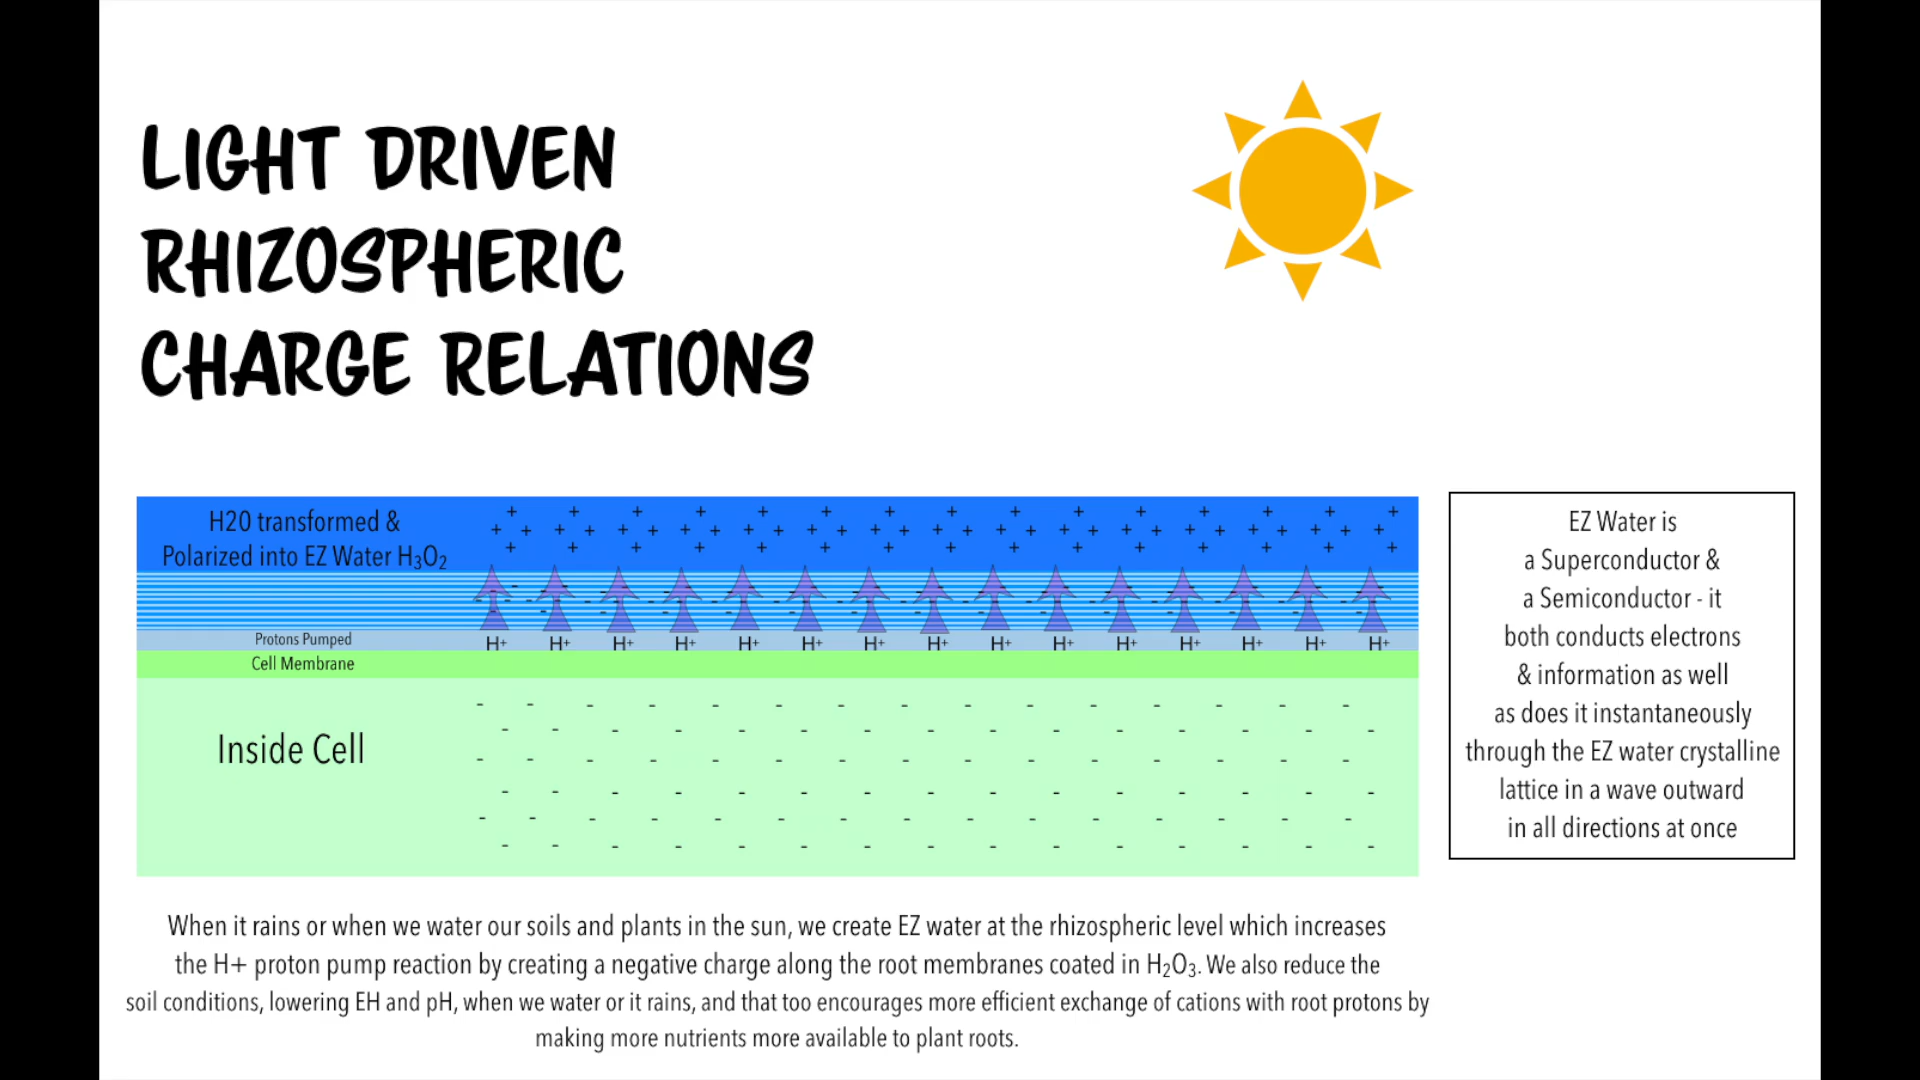 LIGHT DRIVEN
RHIZOSPHERIC
CHARGE RELATIONS
H20 transformed &
Polarized into EZ Water H₃O₂
Protons Pumped
H+ H+ H+ H+ H+ H+ H+ H+ H+ H+ H+ H+ H+ H+ H+
Cell Membrane
Inside Cell
EZ Water is
a Superconductor &
a Semiconductor - it
both conducts electrons
& information as well
as does it instantaneously
through the EZ water crystalline
lattice in a wave outward
in all directions at once
When it rains or when we water our soils and plants in the sun, we create EZ water at the rhizospheric level which increases
the H+ proton pump reaction by creating a negative charge along the root membranes coated in H₂O₃. We also reduce the
soil conditions, lowering EH and pH, when we water or it rains, and that too encourages more efficient exchange of cations with root protons by
making more nutrients more available to plant roots.